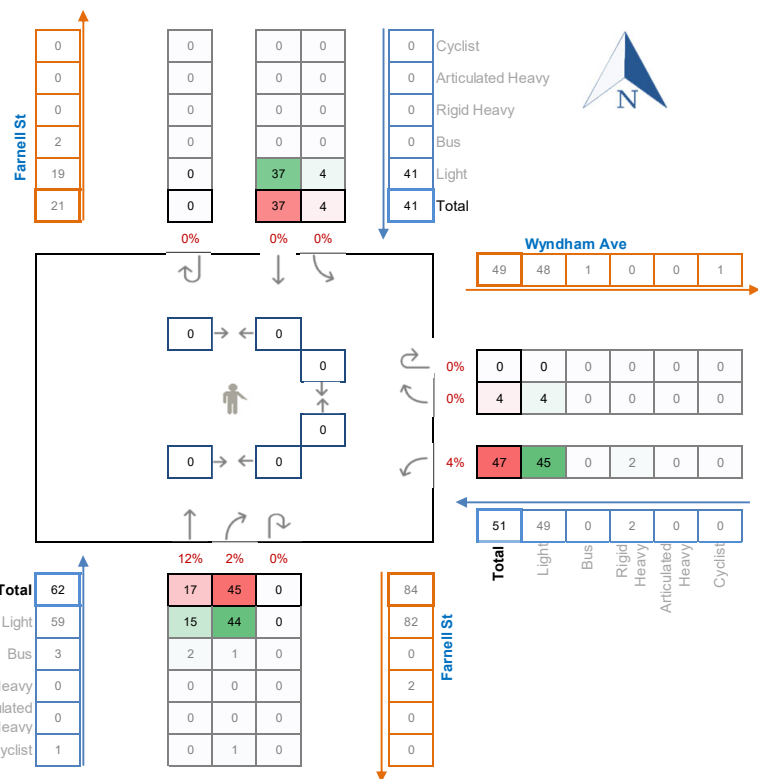 0 0 0 0 0 Cyclist
0 0 0 0 0 Articulated Heavy
0 0 0 0 0 Rigid Heavy
Farnell St
2 0 0 0 0 Bus
Farnell St
19 0 37 4 41 Light
21 0 37 4 41 Total
N
0% 0% 0%
Wyndham Ave
49 48 1 0 0 1
0 0
0
0% 0 0 0 0 0 0
0% 4 4 0 0 0 0
0
0 0
4% 47 45 0 2 0 0
51 49 0 2 0 0
Total
Light
Bus
Rigid
Heavy
Articulated
Heavy
Cyclist
12% 2% 0%
Total 62 17 45 0 84
Light 59 15 44 0 82
Bus 3 2 1 0 0
Farnell St
eavy 0 0 0 0 2
ulated
eavy
0 0 0 0 0
yclist 1 0 1 0 0